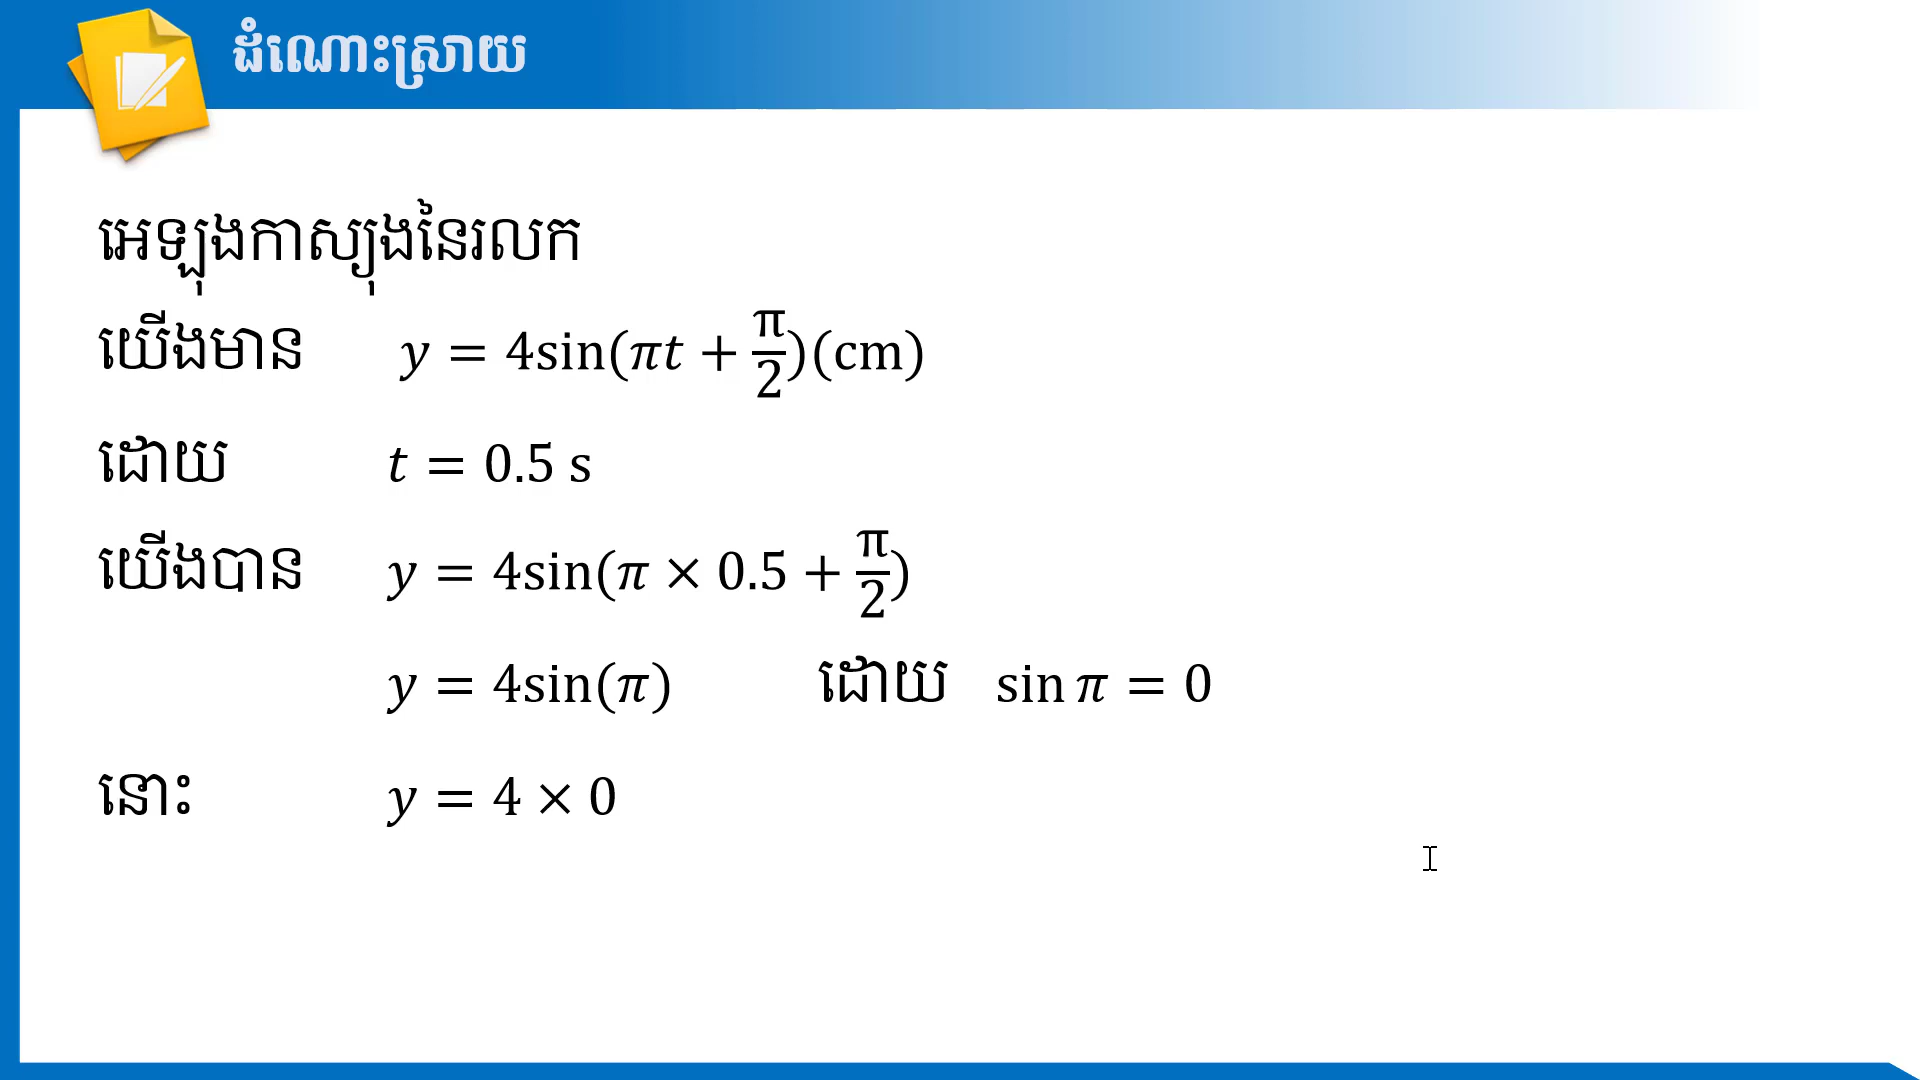 ដំណោះស្រាយ
អេឡុងកាស្យុងនៃរលក
យើងមាន y = 4sin(πt + π/2)(cm)
ដោយ t = 0.5 s
យើងបាន y = 4sin(π × 0.5 + π/2)
y = 4sin(π) ដោយ sin π = 0
នោះ y = 4 × 0